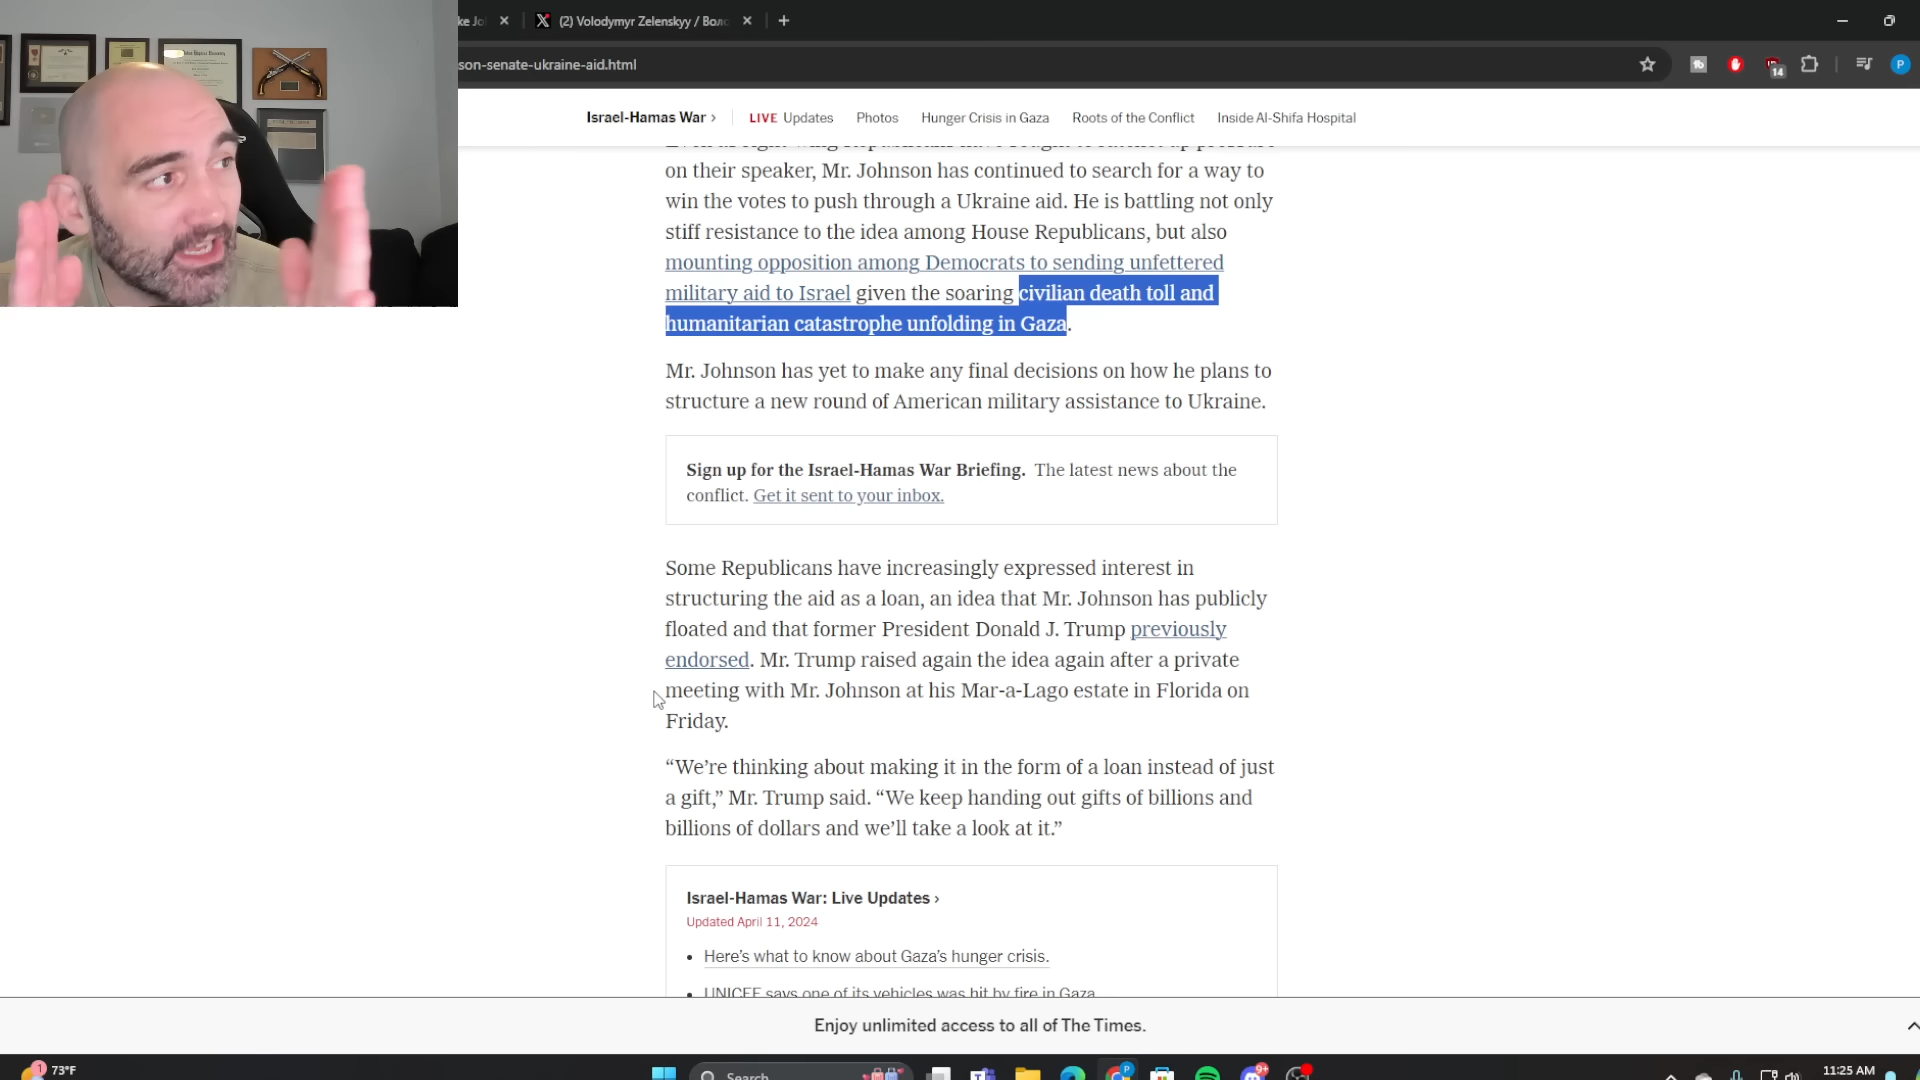 ke Jo
(2) Volodymyr Zelenskyy / Воло
son-senate-ukraine-aid.html
14
P
Israel-Hamas War ›
LIVE Updates
Photos
Hunger Crisis in Gaza
Roots of the Conflict
Inside Al-Shifa Hospital
on their speaker, Mr. Johnson has continued to search for a way to
win the votes to push through a Ukraine aid. He is battling not only
stiff resistance to the idea among House Republicans, but also
mounting opposition among Democrats to sending unfettered
military aid to Israel given the soaring civilian death toll and
humanitarian catastrophe unfolding in Gaza.
Mr. Johnson has yet to make any final decisions on how he plans to
structure a new round of American military assistance to Ukraine.
Sign up for the Israel-Hamas War Briefing. The latest news about the
conflict. Get it sent to your inbox.
Some Republicans have increasingly expressed interest in
structuring the aid as a loan, an idea that Mr. Johnson has publicly
floated and that former President Donald J. Trump previously
endorsed. Mr. Trump raised again the idea again after a private
meeting with Mr. Johnson at his Mar-a-Lago estate in Florida on
Friday.
“We’re thinking about making it in the form of a loan instead of just
a gift,” Mr. Trump said. “We keep handing out gifts of billions and
billions of dollars and we’ll take a look at it.”
Israel-Hamas War: Live Updates ›
Updated April 11, 2024
Here’s what to know about Gaza’s hunger crisis.
UNICEF says one of its vehicles was hit by fire in Gaza
Enjoy unlimited access to all of The Times.
1
73°F
Search
P
9+
11:25 AM